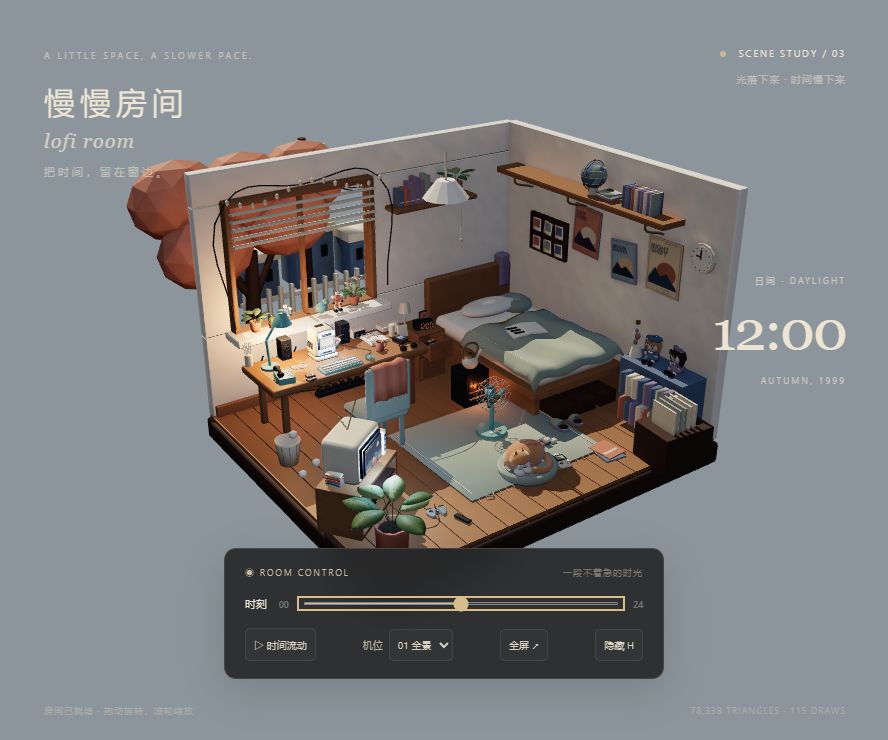 A LITTLE SPACE, A SLOWER PACE.
慢慢房间
lofi room
把时间，留在窗边。
SCENE STUDY / 03
光落下来 · 时间慢下来
日间 · DAYLIGHT
12:00
AUTUMN, 1999
ROOM CONTROL
一段不着急的时光
时刻 00 24
▷ 时间流动 机位 01 全景 全屏 ↗ 隐藏 H
房间已就绪 · 拖动旋转，滚轮缩放
78,338 TRIANGLES · 115 DRAWS